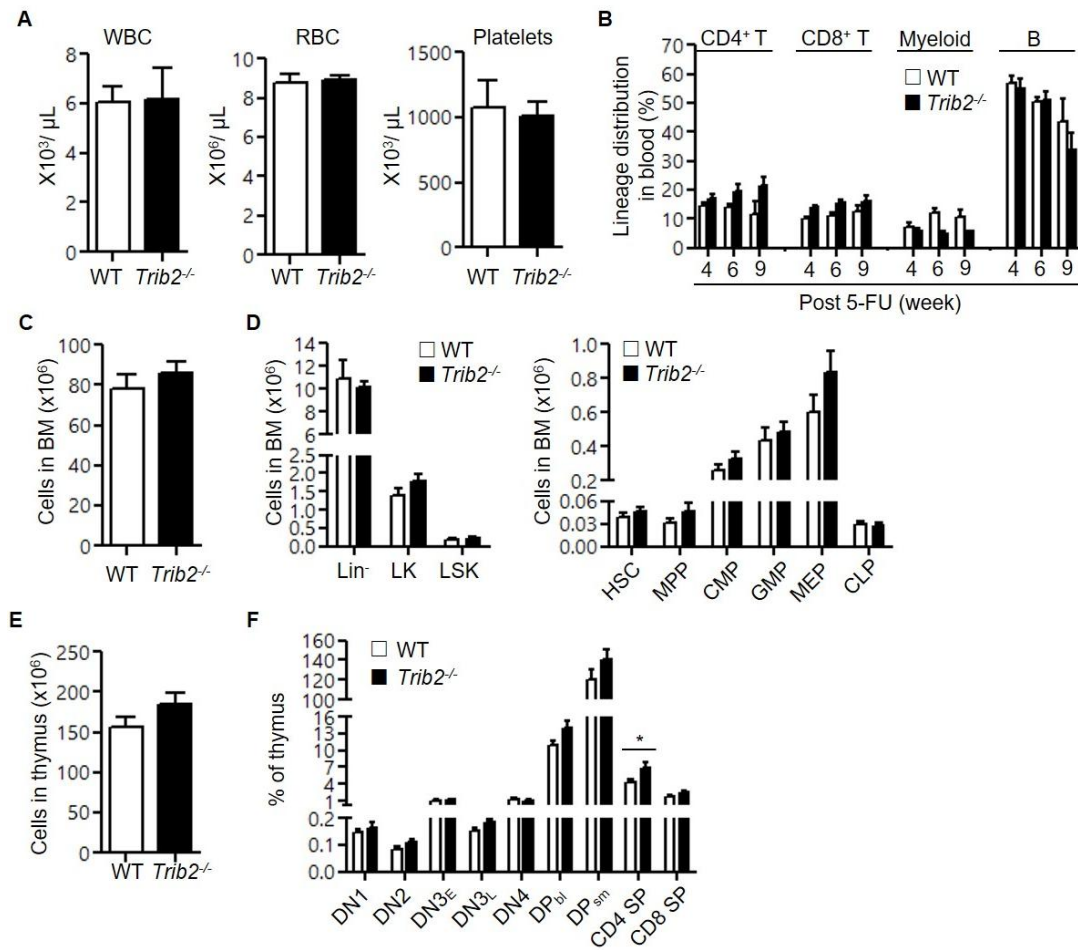 A
WBC
X10³/ µL
8
6
4
2
0
WT Trib2-/-
RBC
X10⁶/ µL
10
8
6
4
2
0
WT Trib2-/-
Platelets
X10³/ µL
1500
1000
500
0
WT Trib2-/-
B
CD4⁺ T CD8⁺ T Myeloid B
WT
Trib2-/-
Lineage distribution
in blood (%)
70
60
50
40
30
20
10
0
4 6 9 4 6 9 4 6 9 4 6 9
Post 5-FU (week)
C
Cells in BM (x10⁶)
100
80
60
40
20
0
WT Trib2-/-
D
WT
Trib2-/-
Cells in BM (x10⁶)
14
12
10
8
6
2.5
2.0
1.5
1.0
0.5
0.0
Lin⁻ LK LSK
WT
Trib2-/-
Cells in BM (x10⁶)
1.0
0.8
0.6
0.4
0.2
0.06
0.03
0.00
HSC MPP CMP GMP MEP CLP
E
Cells in thymus (x10⁶)
250
200
150
100
50
0
WT Trib2-/-
F
WT
Trib2-/-
% of thymus
160
140
120
100
16
13
10
7
4
1
0.2
0.1
0.0
*
DN1 DN2 DN3E DN3L DN4 DPbl DPsm CD4 SP CD8 SP